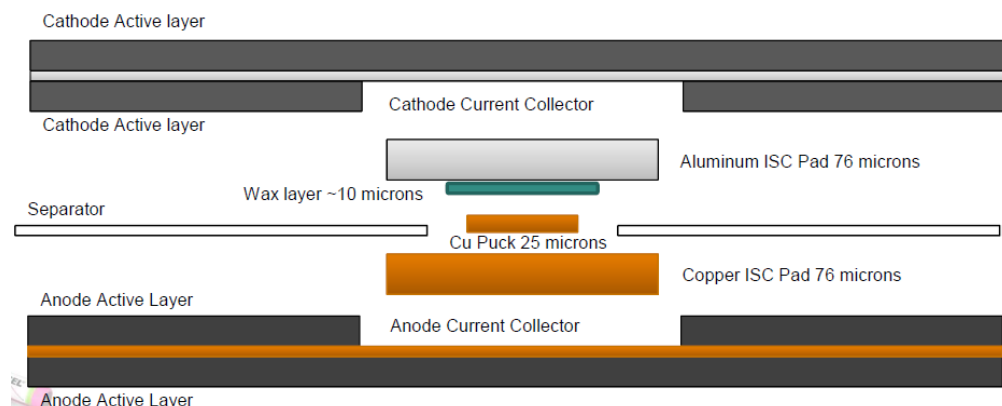 Cathode Active layer
Cathode Current Collector
Cathode Active layer
Aluminum ISC Pad 76 microns
Wax layer ~10 microns
Separator
Cu Puck 25 microns
Copper ISC Pad 76 microns
Anode Active Layer
Anode Current Collector
Anode Active Layer